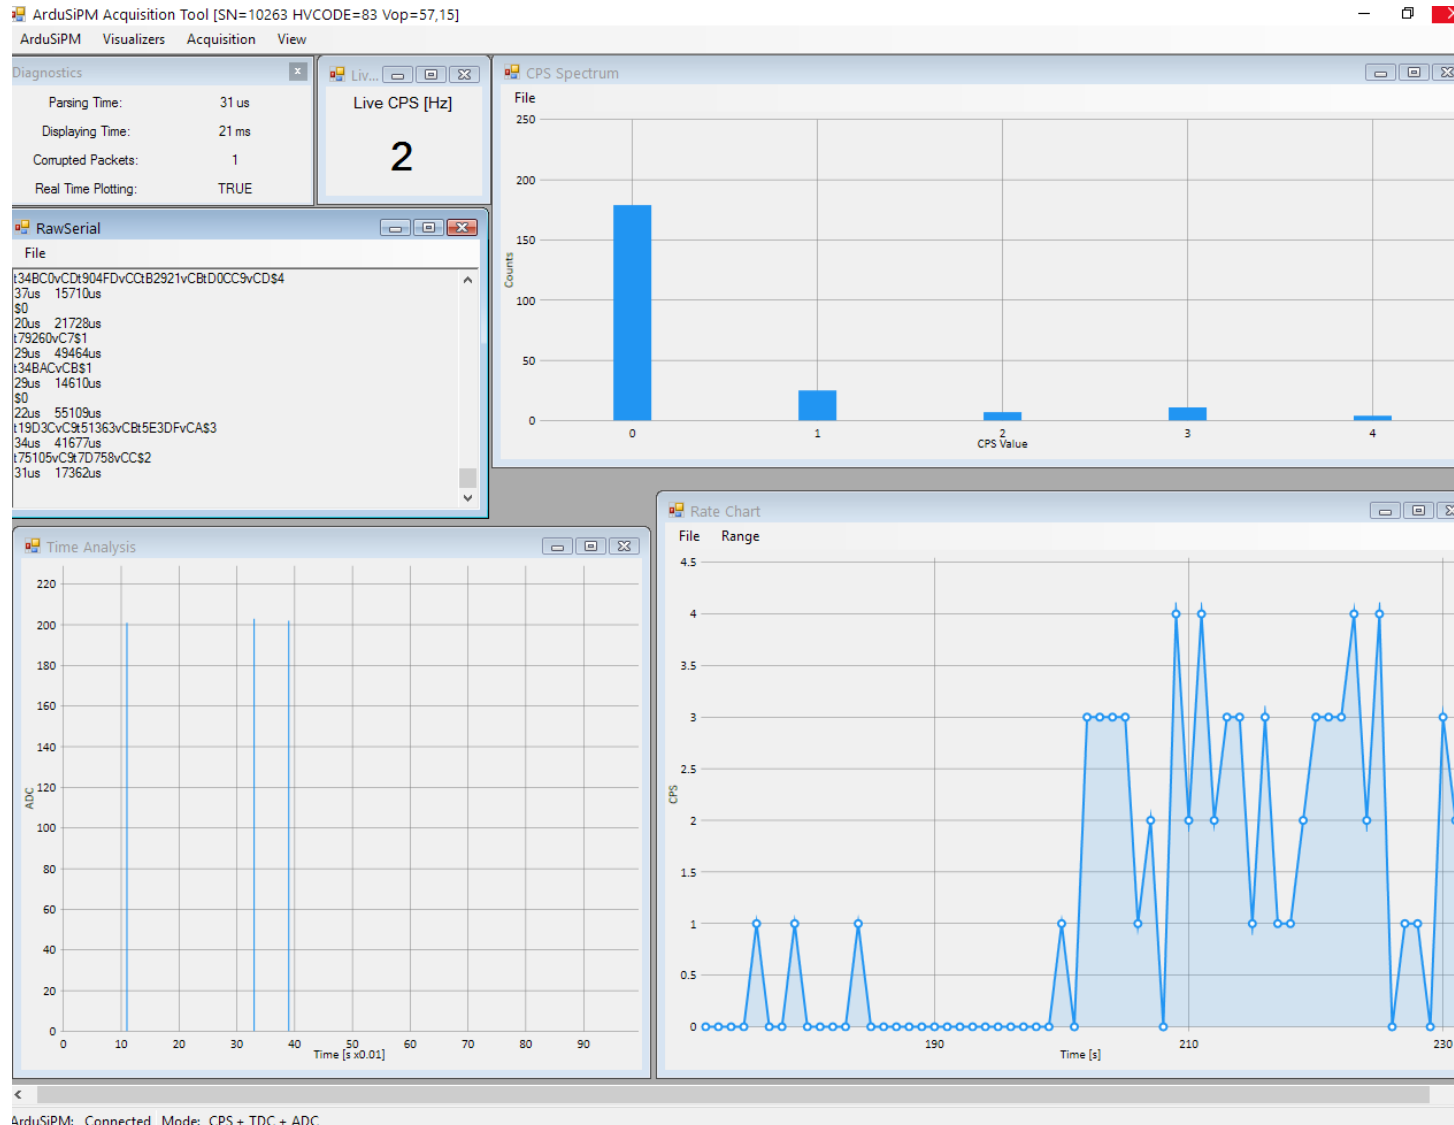 ArduSiPM Acquisition Tool [SN=10263 HVCODE=83 Vop=57,15]
ArduSiPM Visualizers Acquisition View
Diagnostics
Parsing Time: 31 us
Displaying Time: 21 ms
Corrupted Packets: 1
Real Time Plotting: TRUE
Liv...
Live CPS [Hz]
2
CPS Spectrum
File
250
200
150
100
50
0
Counts
0 1 2 3 4
CPS Value
RawSerial
File
t34BC0vCDt904FDvCCtB2921vCBtD0CC9vCD$4
37us 15710us
$0
20us 21728us
t79260vC7$1
29us 49464us
t34BACvCB$1
29us 14610us
$0
22us 55109us
t19D3CvC9t51363vCBt5E3DFvCA$3
34us 41677us
t75105vC9t7D758vCC$2
31us 17362us
Time Analysis
220
200
180
160
140
120
100
80
60
40
20
0
ADC
0 10 20 30 40 50 60 70 80 90
Time [s x0.01]
Rate Chart
File Range
4.5
4
3.5
3
2.5
2
1.5
1
0.5
0
CPS
190 210 230
Time [s]
ArduSiPM: Connected Mode: CPS + TDC + ADC